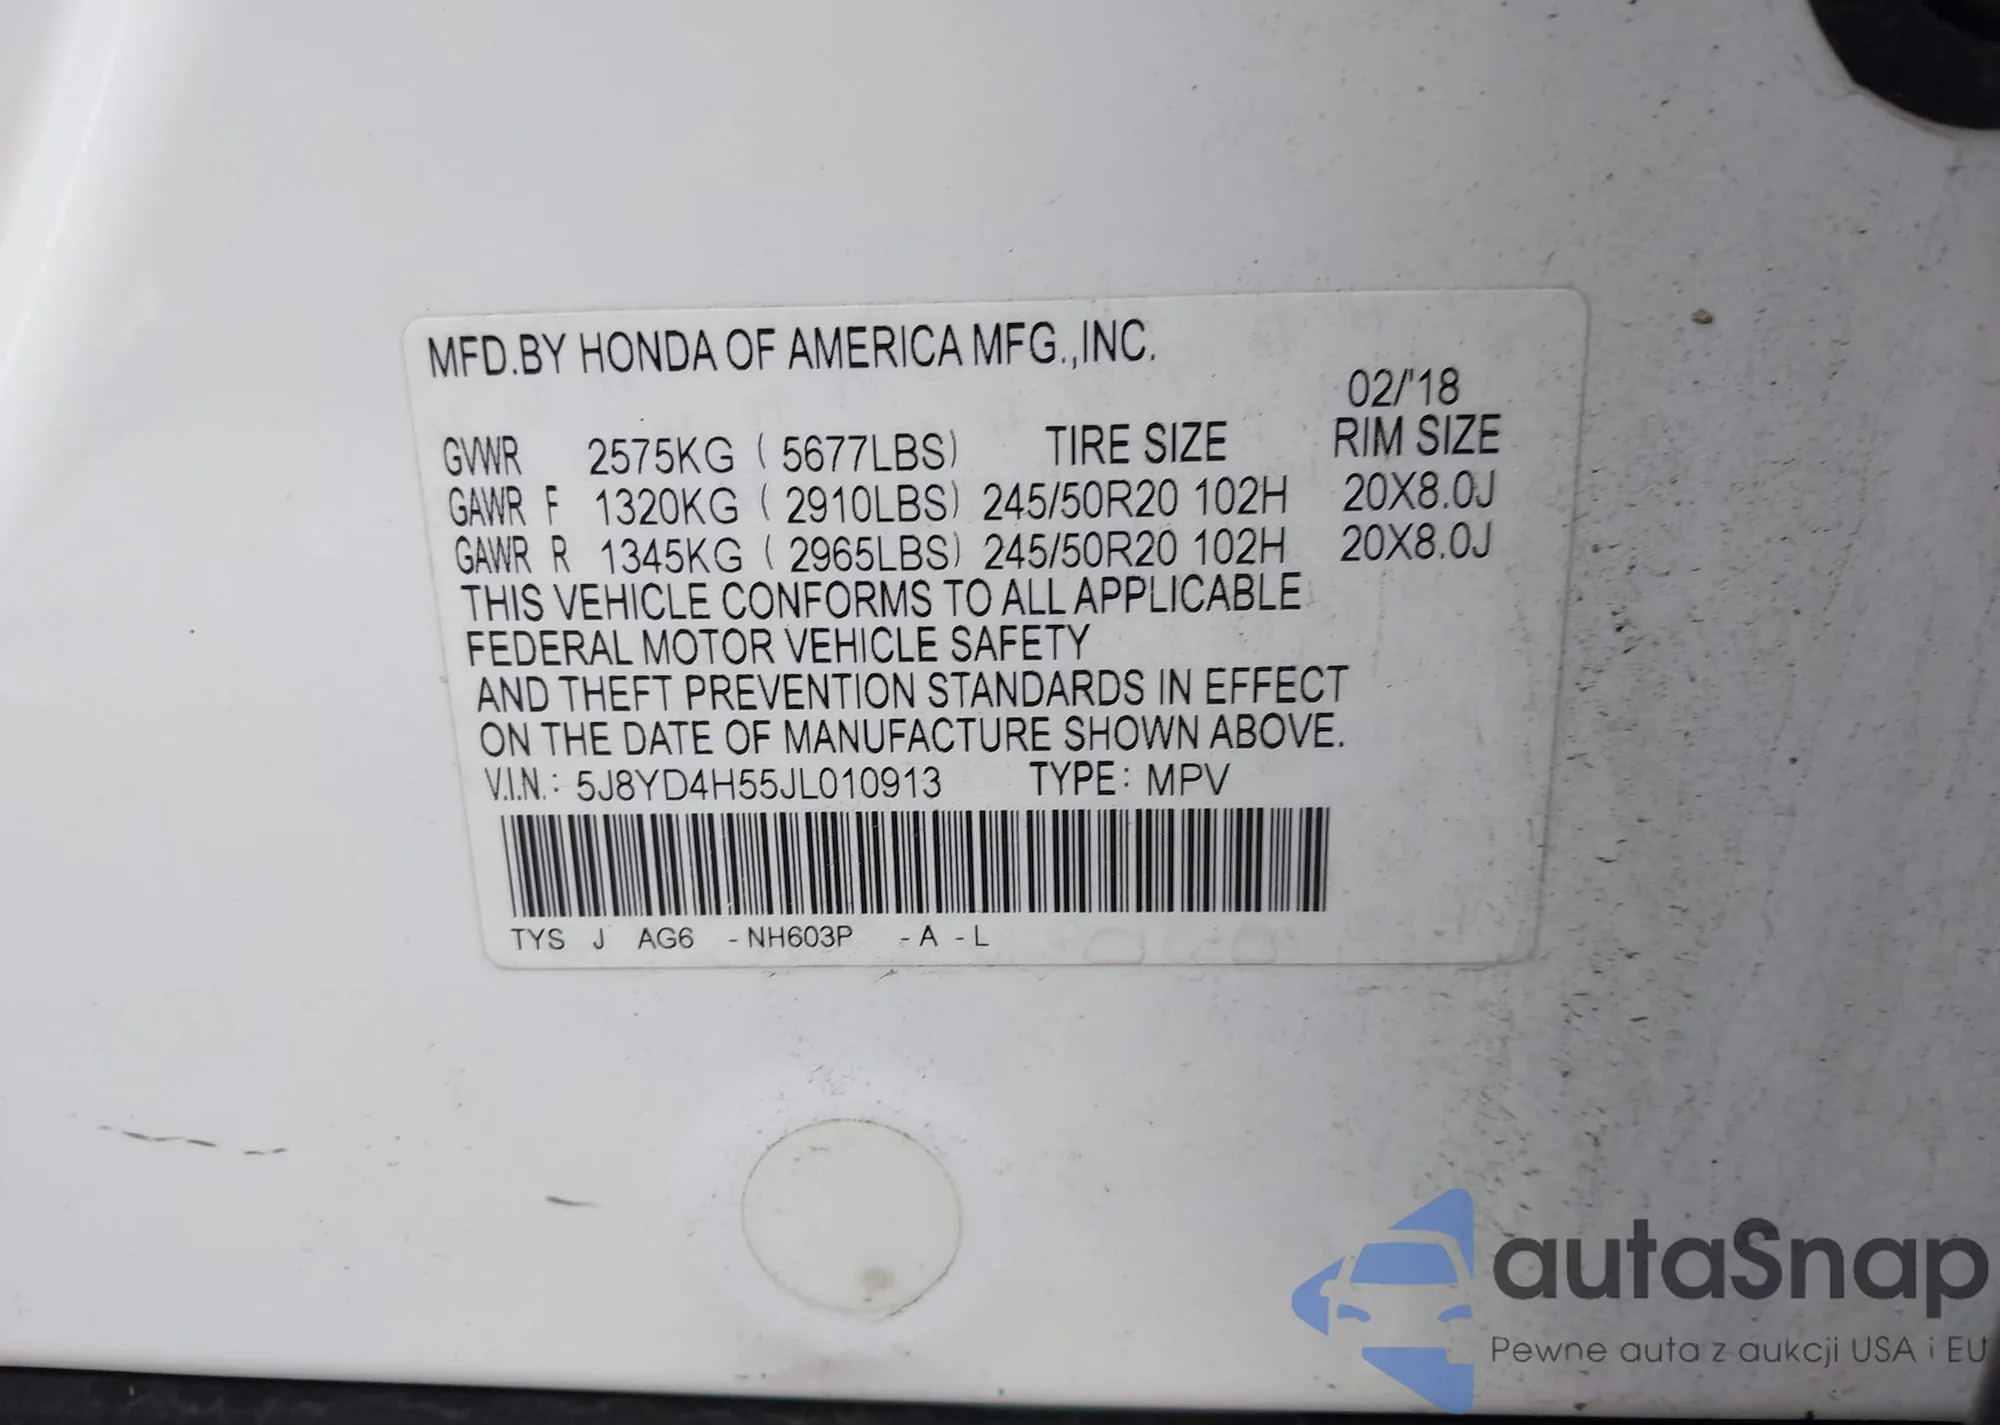 MFD.BY HONDA OF AMERICA MFG.,INC.
02/'18
GVWR 2575KG ( 5677LBS) TIRE SIZE RIM SIZE
GAWR F 1320KG ( 2910LBS) 245/50R20 102H 20X8.0J
GAWR R 1345KG ( 2965LBS) 245/50R20 102H 20X8.0J
THIS VEHICLE CONFORMS TO ALL APPLICABLE
FEDERAL MOTOR VEHICLE SAFETY
AND THEFT PREVENTION STANDARDS IN EFFECT
ON THE DATE OF MANUFACTURE SHOWN ABOVE.
V.I.N.: 5J8YD4H55JL010913 TYPE: MPV
TYS J AG6 -NH603P -A -L
autaSnap
Pewne auta z aukcji USA i EU